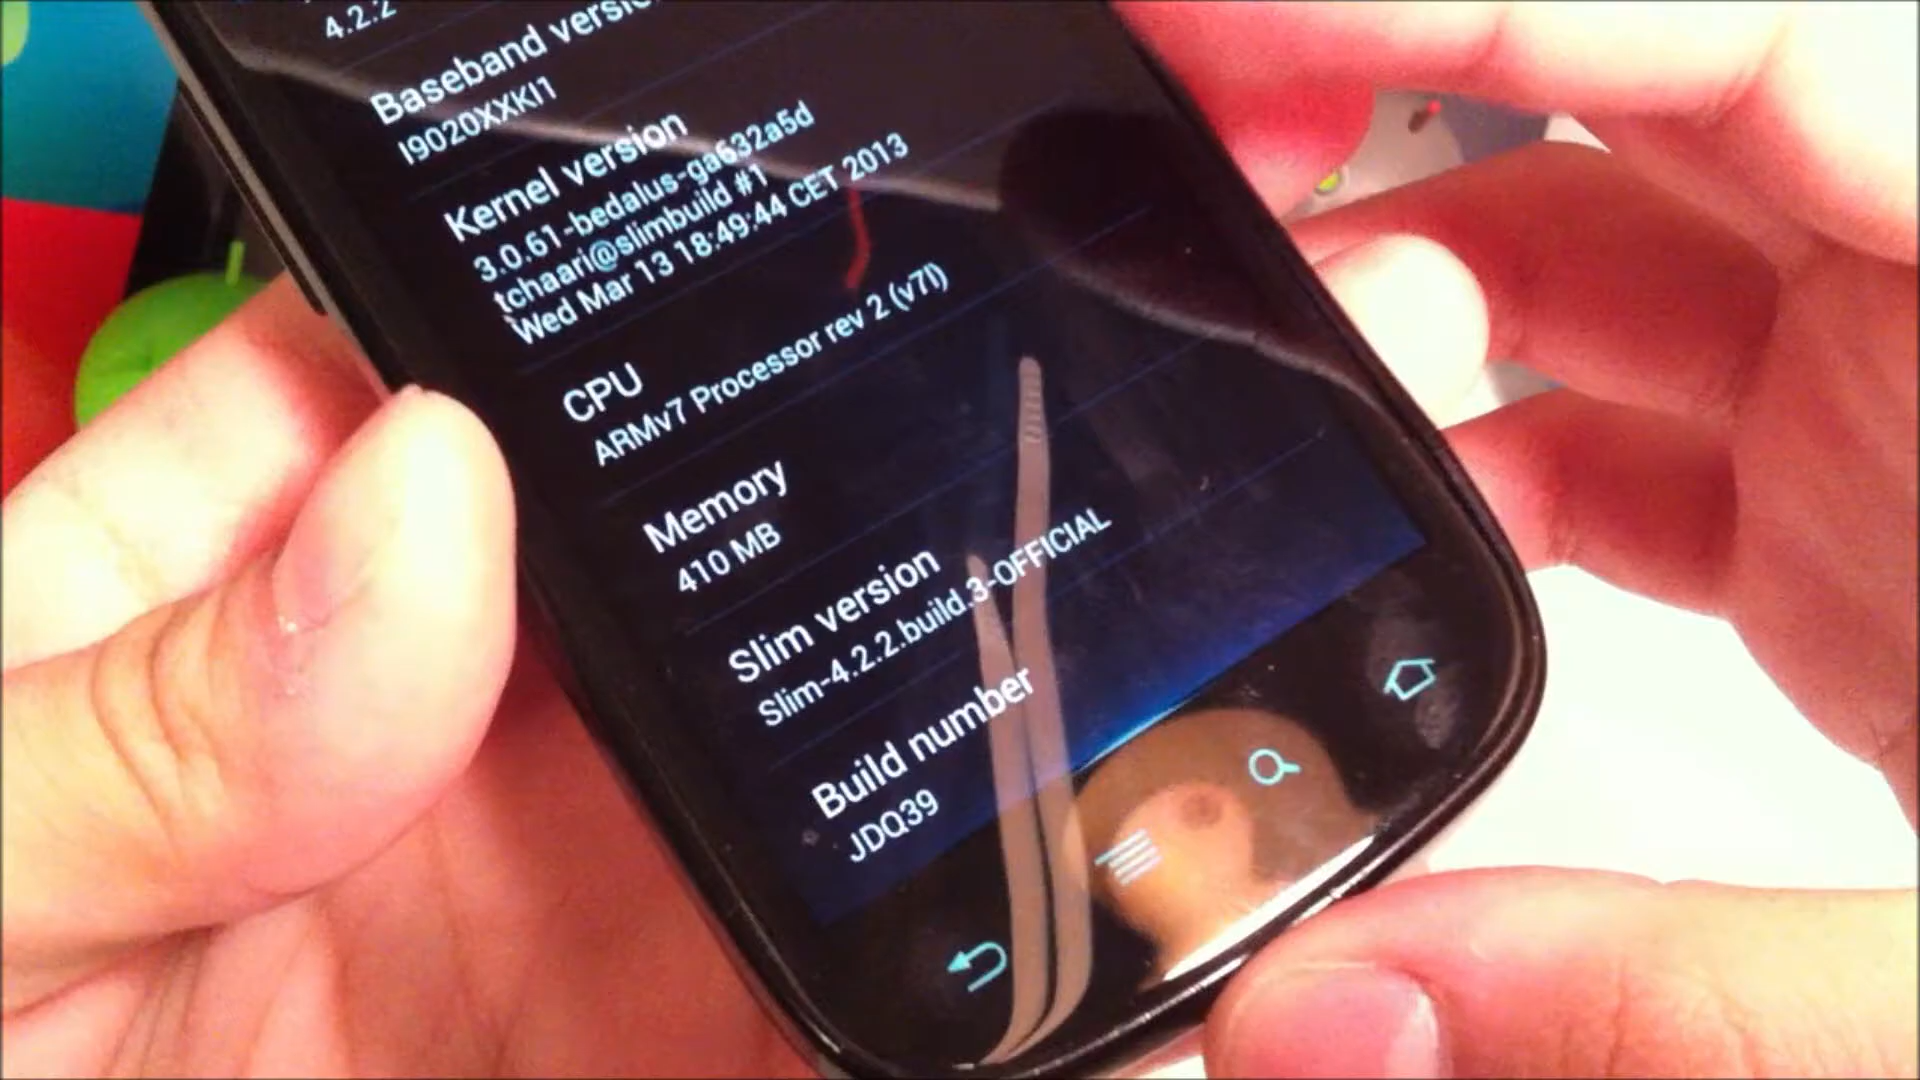 4.2.2
Baseband versio
I9020XXKI1
Kernel version
3.0.61-bedalus-ga632a5d
tchaari@slimbuild #1
Wed Mar 13 18:49:44 CET 2013
CPU
ARMv7 Processor rev 2 (v7l)
Memory
410 MB
Slim version
Slim-4.2.2.build.3-OFFICIAL
Build number
JDQ39